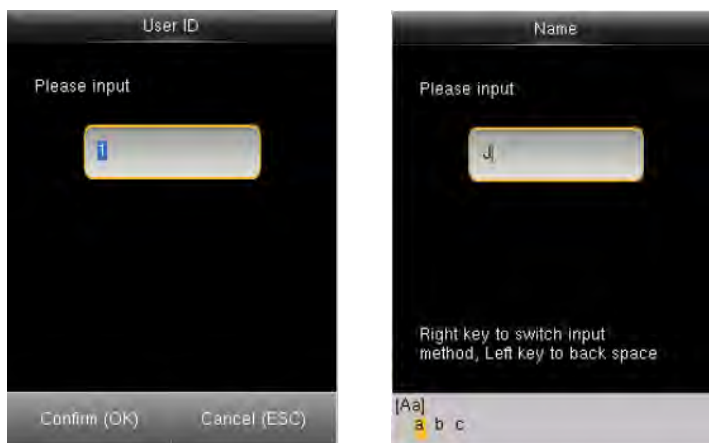 User ID
Please input
1
Confirm (OK)
Cancel (ESC)
Name
Please input
J
Right key to switch input
method, Left key to back space
[Aa]
a b c